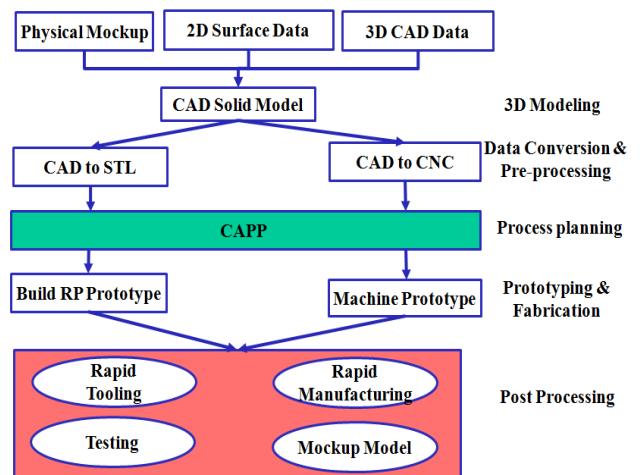 Physical Mockup
2D Surface Data
3D CAD Data
CAD Solid Model
3D Modeling
CAD to STL
CAD to CNC
Data Conversion &
Pre-processing
CAPP
Process planning
Build RP Prototype
Machine Prototype
Prototyping &
Fabrication
Rapid
Tooling
Rapid
Manufacturing
Post Processing
Testing
Mockup Model